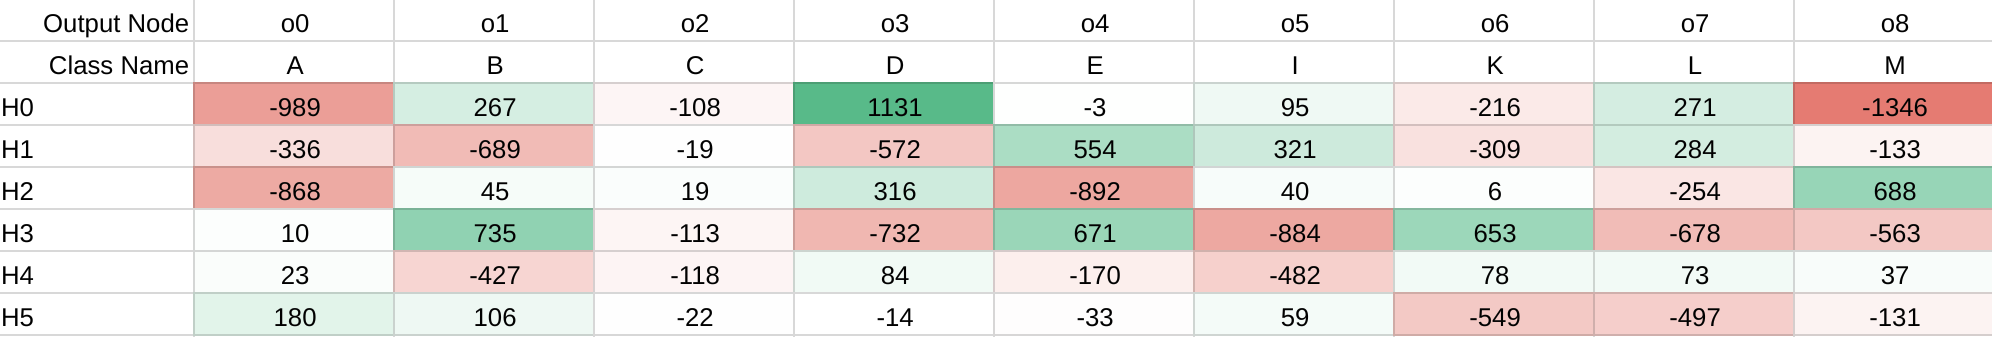 Output Node o0 o1 o2 o3 o4 o5 o6 o7 o8
Class Name A B C D E I K L M
H0 -989 267 -108 1131 -3 95 -216 271 -1346
H1 -336 -689 -19 -572 554 321 -309 284 -133
H2 -868 45 19 316 -892 40 6 -254 688
H3 10 735 -113 -732 671 -884 653 -678 -563
H4 23 -427 -118 84 -170 -482 78 73 37
H5 180 106 -22 -14 -33 59 -549 -497 -131